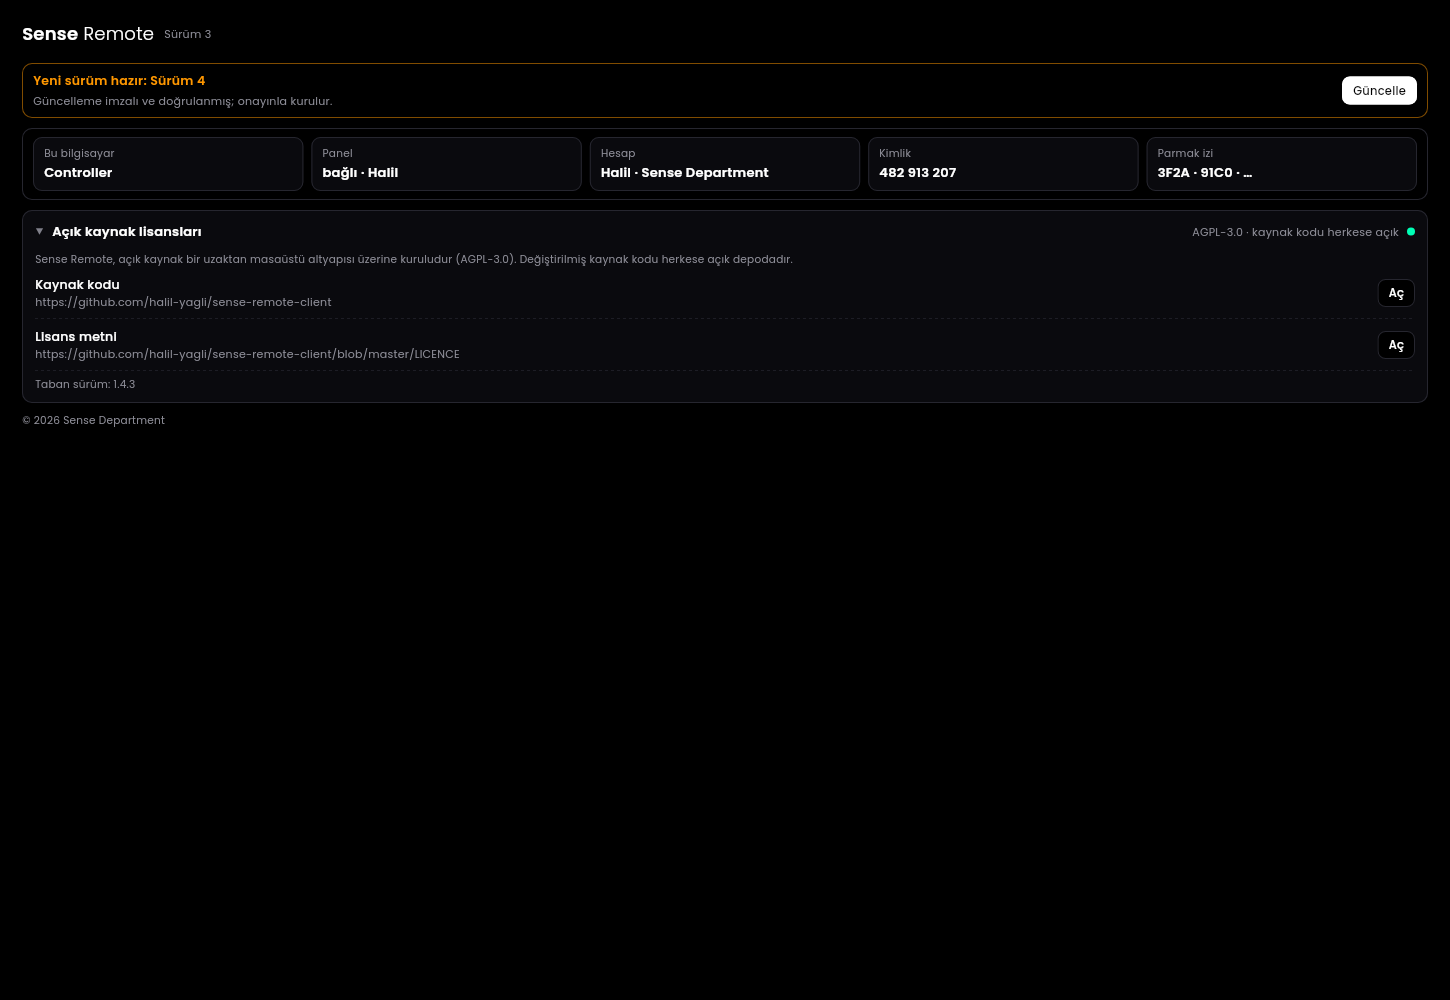 Sense Remote Sürüm 3
Yeni sürüm hazır: Sürüm 4
Güncelleme imzalı ve doğrulanmış; onayınla kurulur.
Güncelle
Bu bilgisayar
Controller
Panel
bağlı · Halil
Hesap
Halil · Sense Department
Kimlik
482 913 207
Parmak izi
3F2A · 91C0 · …
Açık kaynak lisansları
AGPL-3.0 · kaynak kodu herkese açık
Sense Remote, açık kaynak bir uzaktan masaüstü altyapısı üzerine kuruludur (AGPL-3.0). Değiştirilmiş kaynak kodu herkese açık depodadır.
Kaynak kodu
https://github.com/halil-yagli/sense-remote-client
Aç
Lisans metni
https://github.com/halil-yagli/sense-remote-client/blob/master/LICENCE
Aç
Taban sürüm: 1.4.3
© 2026 Sense Department